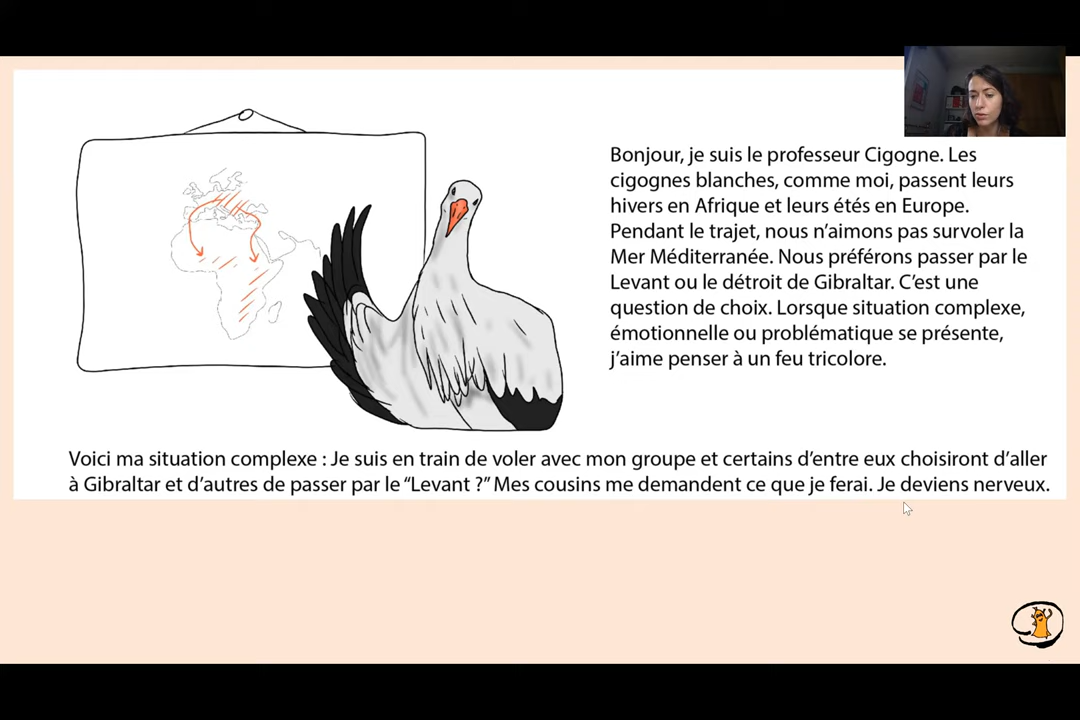 Bonjour, je suis le professeur Cigogne. Les
cigognes blanches, comme moi, passent leurs
hivers en Afrique et leurs étés en Europe.
Pendant le trajet, nous n’aimons pas survoler la
Mer Méditerranée. Nous préférons passer par le
Levant ou le détroit de Gibraltar. C’est une
question de choix. Lorsque situation complexe,
émotionnelle ou problématique se présente,
j’aime penser à un feu tricolore.
Voici ma situation complexe : Je suis en train de voler avec mon groupe et certains d’entre eux choisiront d’aller
à Gibraltar et d’autres de passer par le “Levant ?” Mes cousins me demandent ce que je ferai. Je deviens nerveux.